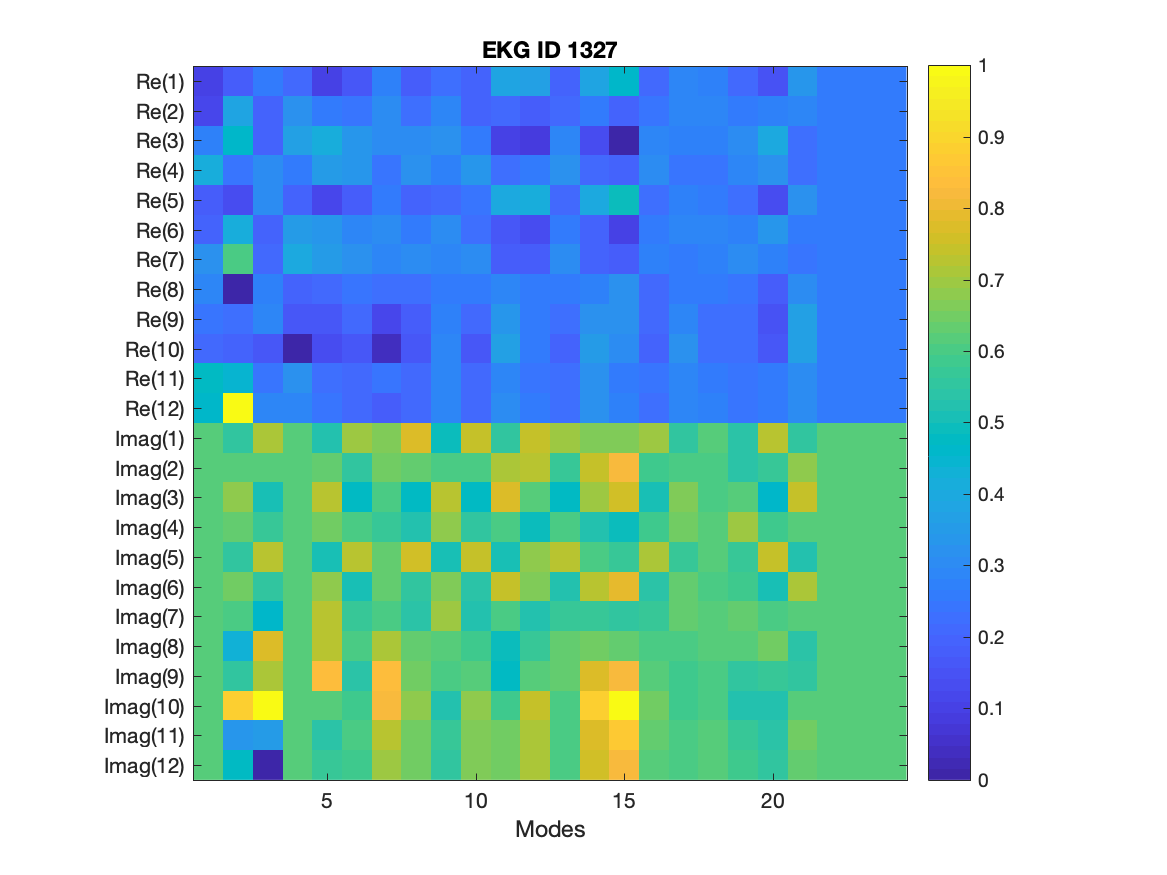 EKG ID 1327
Re(1)
Re(2)
Re(3)
Re(4)
Re(5)
Re(6)
Re(7)
Re(8)
Re(9)
Re(10)
Re(11)
Re(12)
Imag(1)
Imag(2)
Imag(3)
Imag(4)
Imag(5)
Imag(6)
Imag(7)
Imag(8)
Imag(9)
Imag(10)
Imag(11)
Imag(12)
5 10 15 20
Modes
1
0.9
0.8
0.7
0.6
0.5
0.4
0.3
0.2
0.1
0